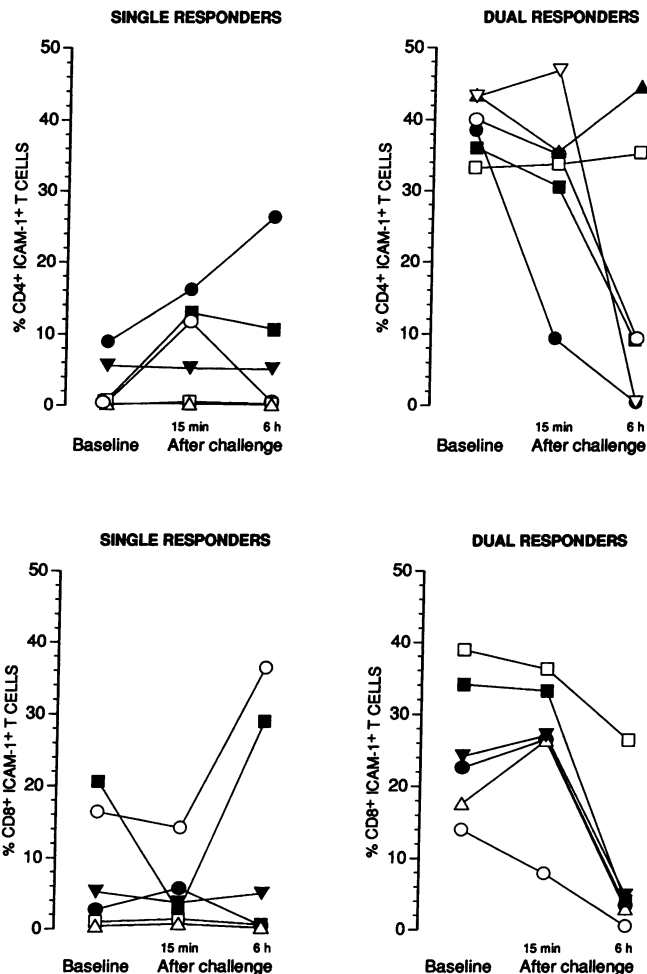 SINGLE RESPONDERS
50
40
30
20
10
0
% CD4+ ICAM-1+ T CELLS
15 min 6 h
Baseline After challenge
DUAL RESPONDERS
50
40
30
20
10
0
% CD4+ ICAM-1+ T CELLS
15 min 6 h
Baseline After challenge
SINGLE RESPONDERS
50
40
30
20
10
0
% CD8+ ICAM-1+ T CELLS
15 min 6 h
Baseline After challenge
DUAL RESPONDERS
50
40
30
20
10
0
% CD8+ ICAM-1+ T CELLS
15 min 6 h
Baseline After challenge